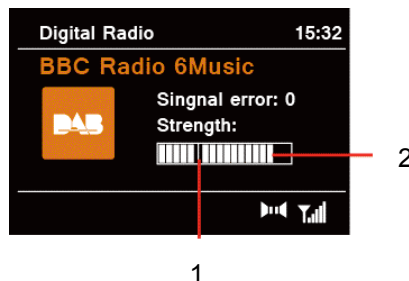 Digital Radio 15:32
BBC Radio 6Music
DAB
Singnal error: 0
Strength:
2
1